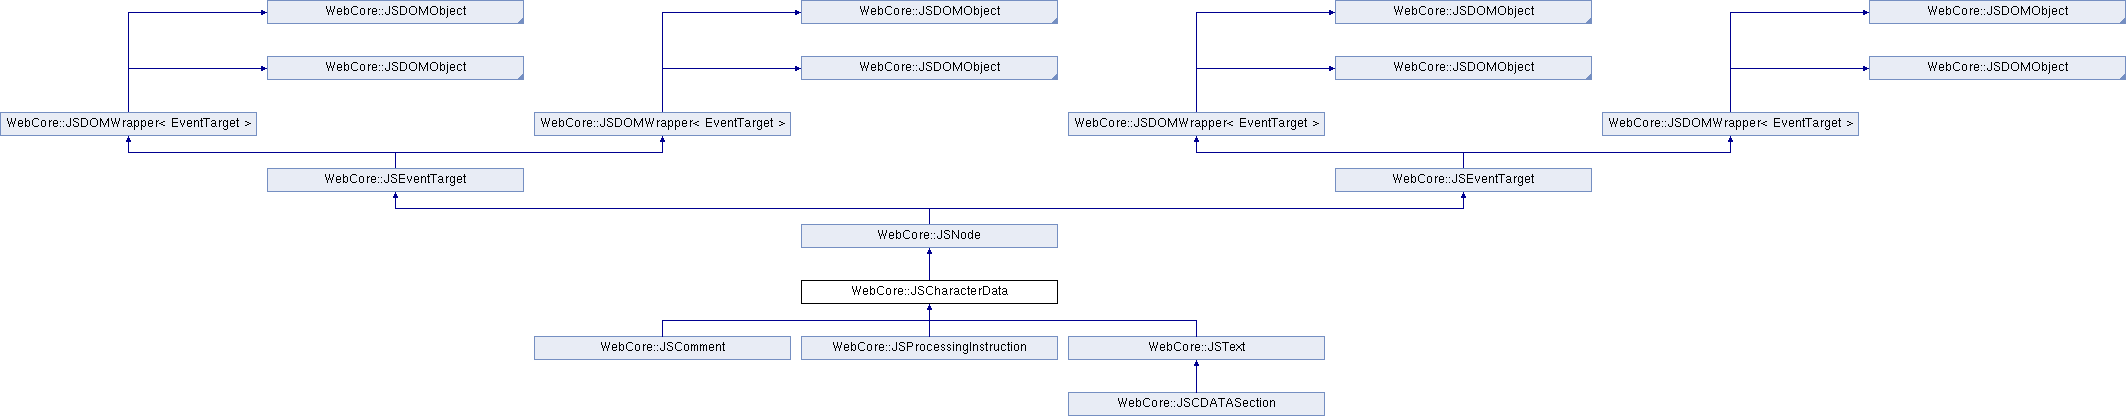 WebCore::JSDOMObject
WebCore::JSDOMObject
WebCore::JSDOMObject
WebCore::JSDOMObject
WebCore::JSDOMObject
WebCore::JSDOMObject
WebCore::JSDOMObject
WebCore::JSDOMObject
WebCore::JSDOMWrapper< EventTarget >
WebCore::JSDOMWrapper< EventTarget >
WebCore::JSDOMWrapper< EventTarget >
WebCore::JSDOMWrapper< EventTarget >
WebCore::JSEventTarget
WebCore::JSEventTarget
WebCore::JSNode
WebCore::JSCharacterData
WebCore::JSComment
WebCore::JSProcessingInstruction
WebCore::JSText
WebCore::JSCDATASection